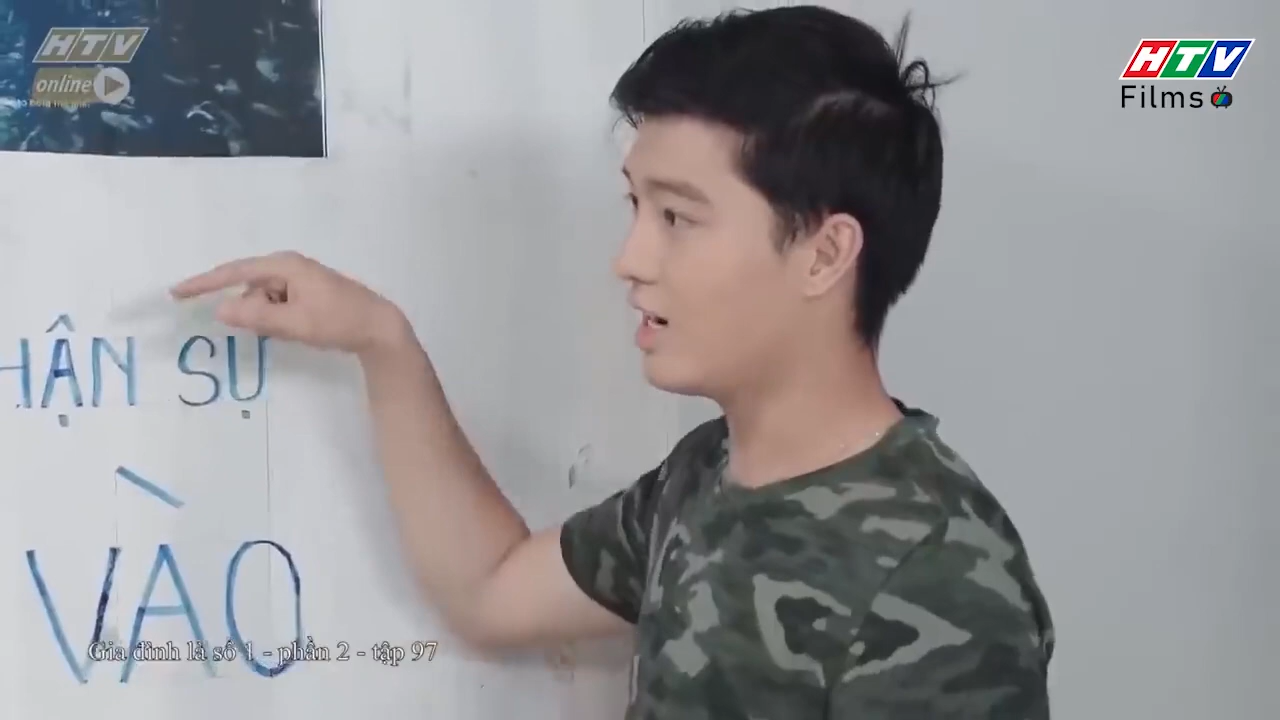 HTV
online
HTV
Films
HẬN SỰ
VÀO
Gia đình là số 1 - phần 2 - tập 97